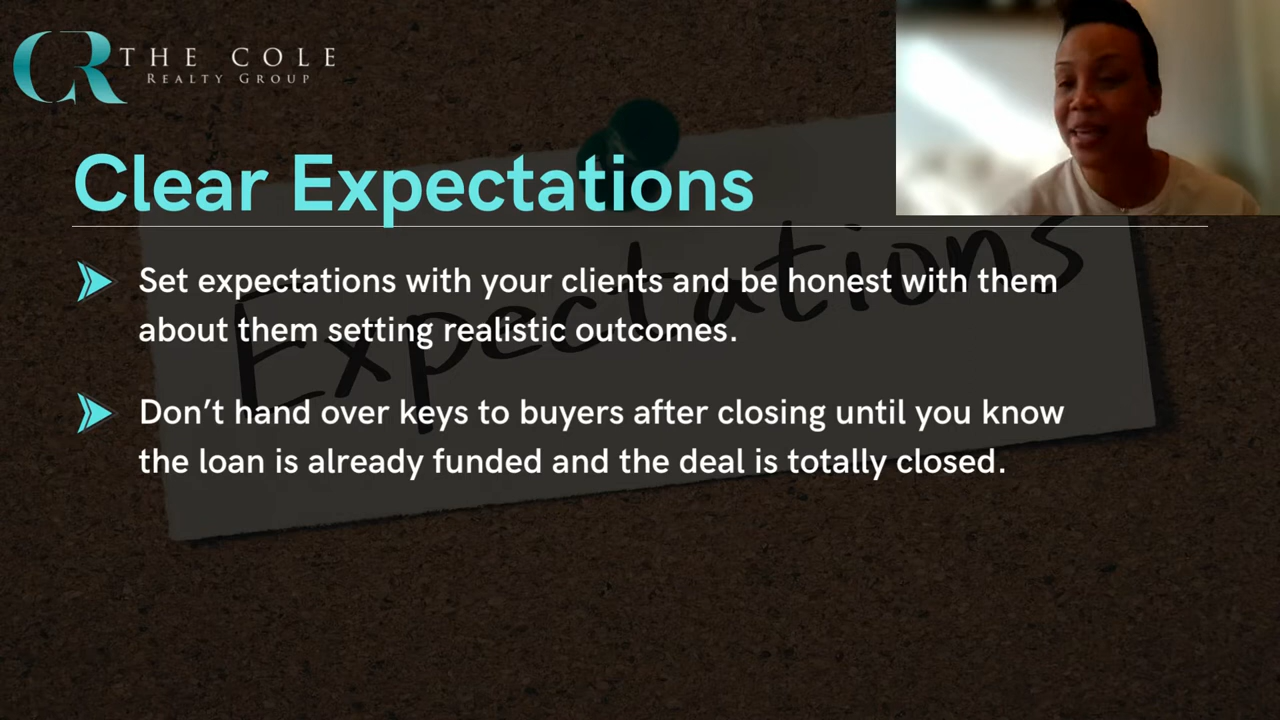 CR THE COLE
REALTY GROUP
Clear Expectations
Set expectations with your clients and be honest with them
about them setting realistic outcomes.
Don’t hand over keys to buyers after closing until you know
the loan is already funded and the deal is totally closed.
Expectations